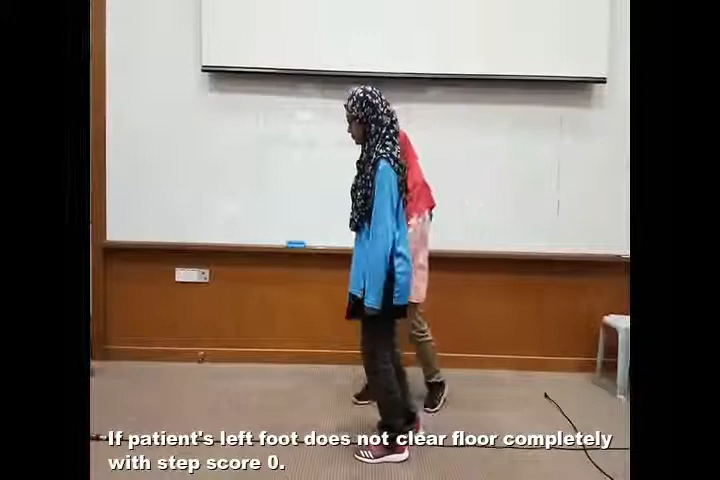 If patient's left foot does not clear floor completely
with step score 0.